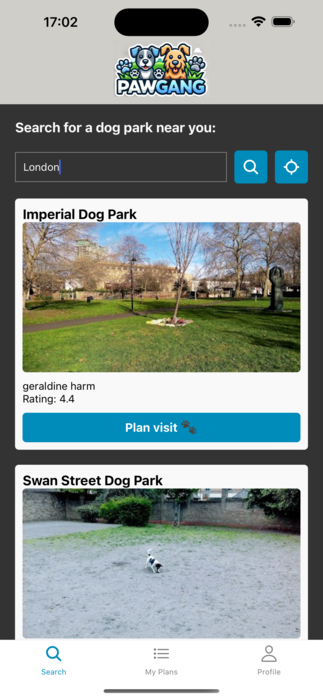 17:02
PAWGANG
Search for a dog park near you:
London
Imperial Dog Park
geraldine harm
Rating: 4.4
Plan visit 🐾
Swan Street Dog Park
Search
My Plans
Profile